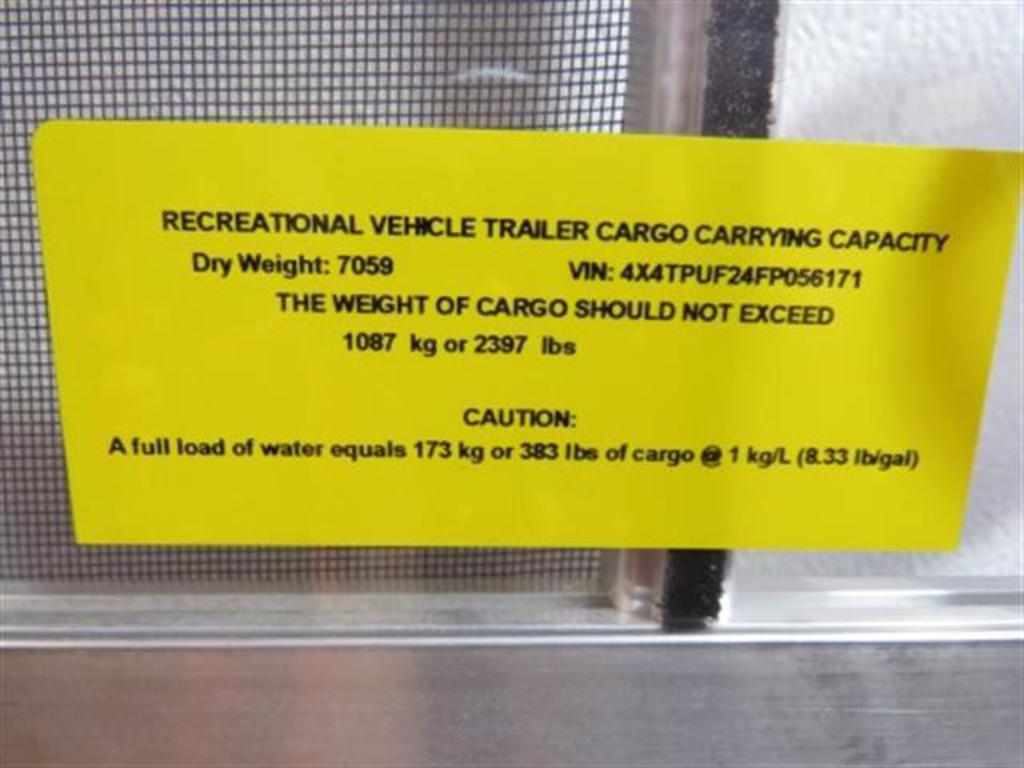 RECREATIONAL VEHICLE TRAILER CARGO CARRYING CAPACITY
Dry Weight: 7059 VIN: 4X4TPUF24FP056171
THE WEIGHT OF CARGO SHOULD NOT EXCEED
1087 kg or 2397 lbs
CAUTION:
A full load of water equals 173 kg or 383 lbs of cargo @ 1 kg/L (8.33 lb/gal)